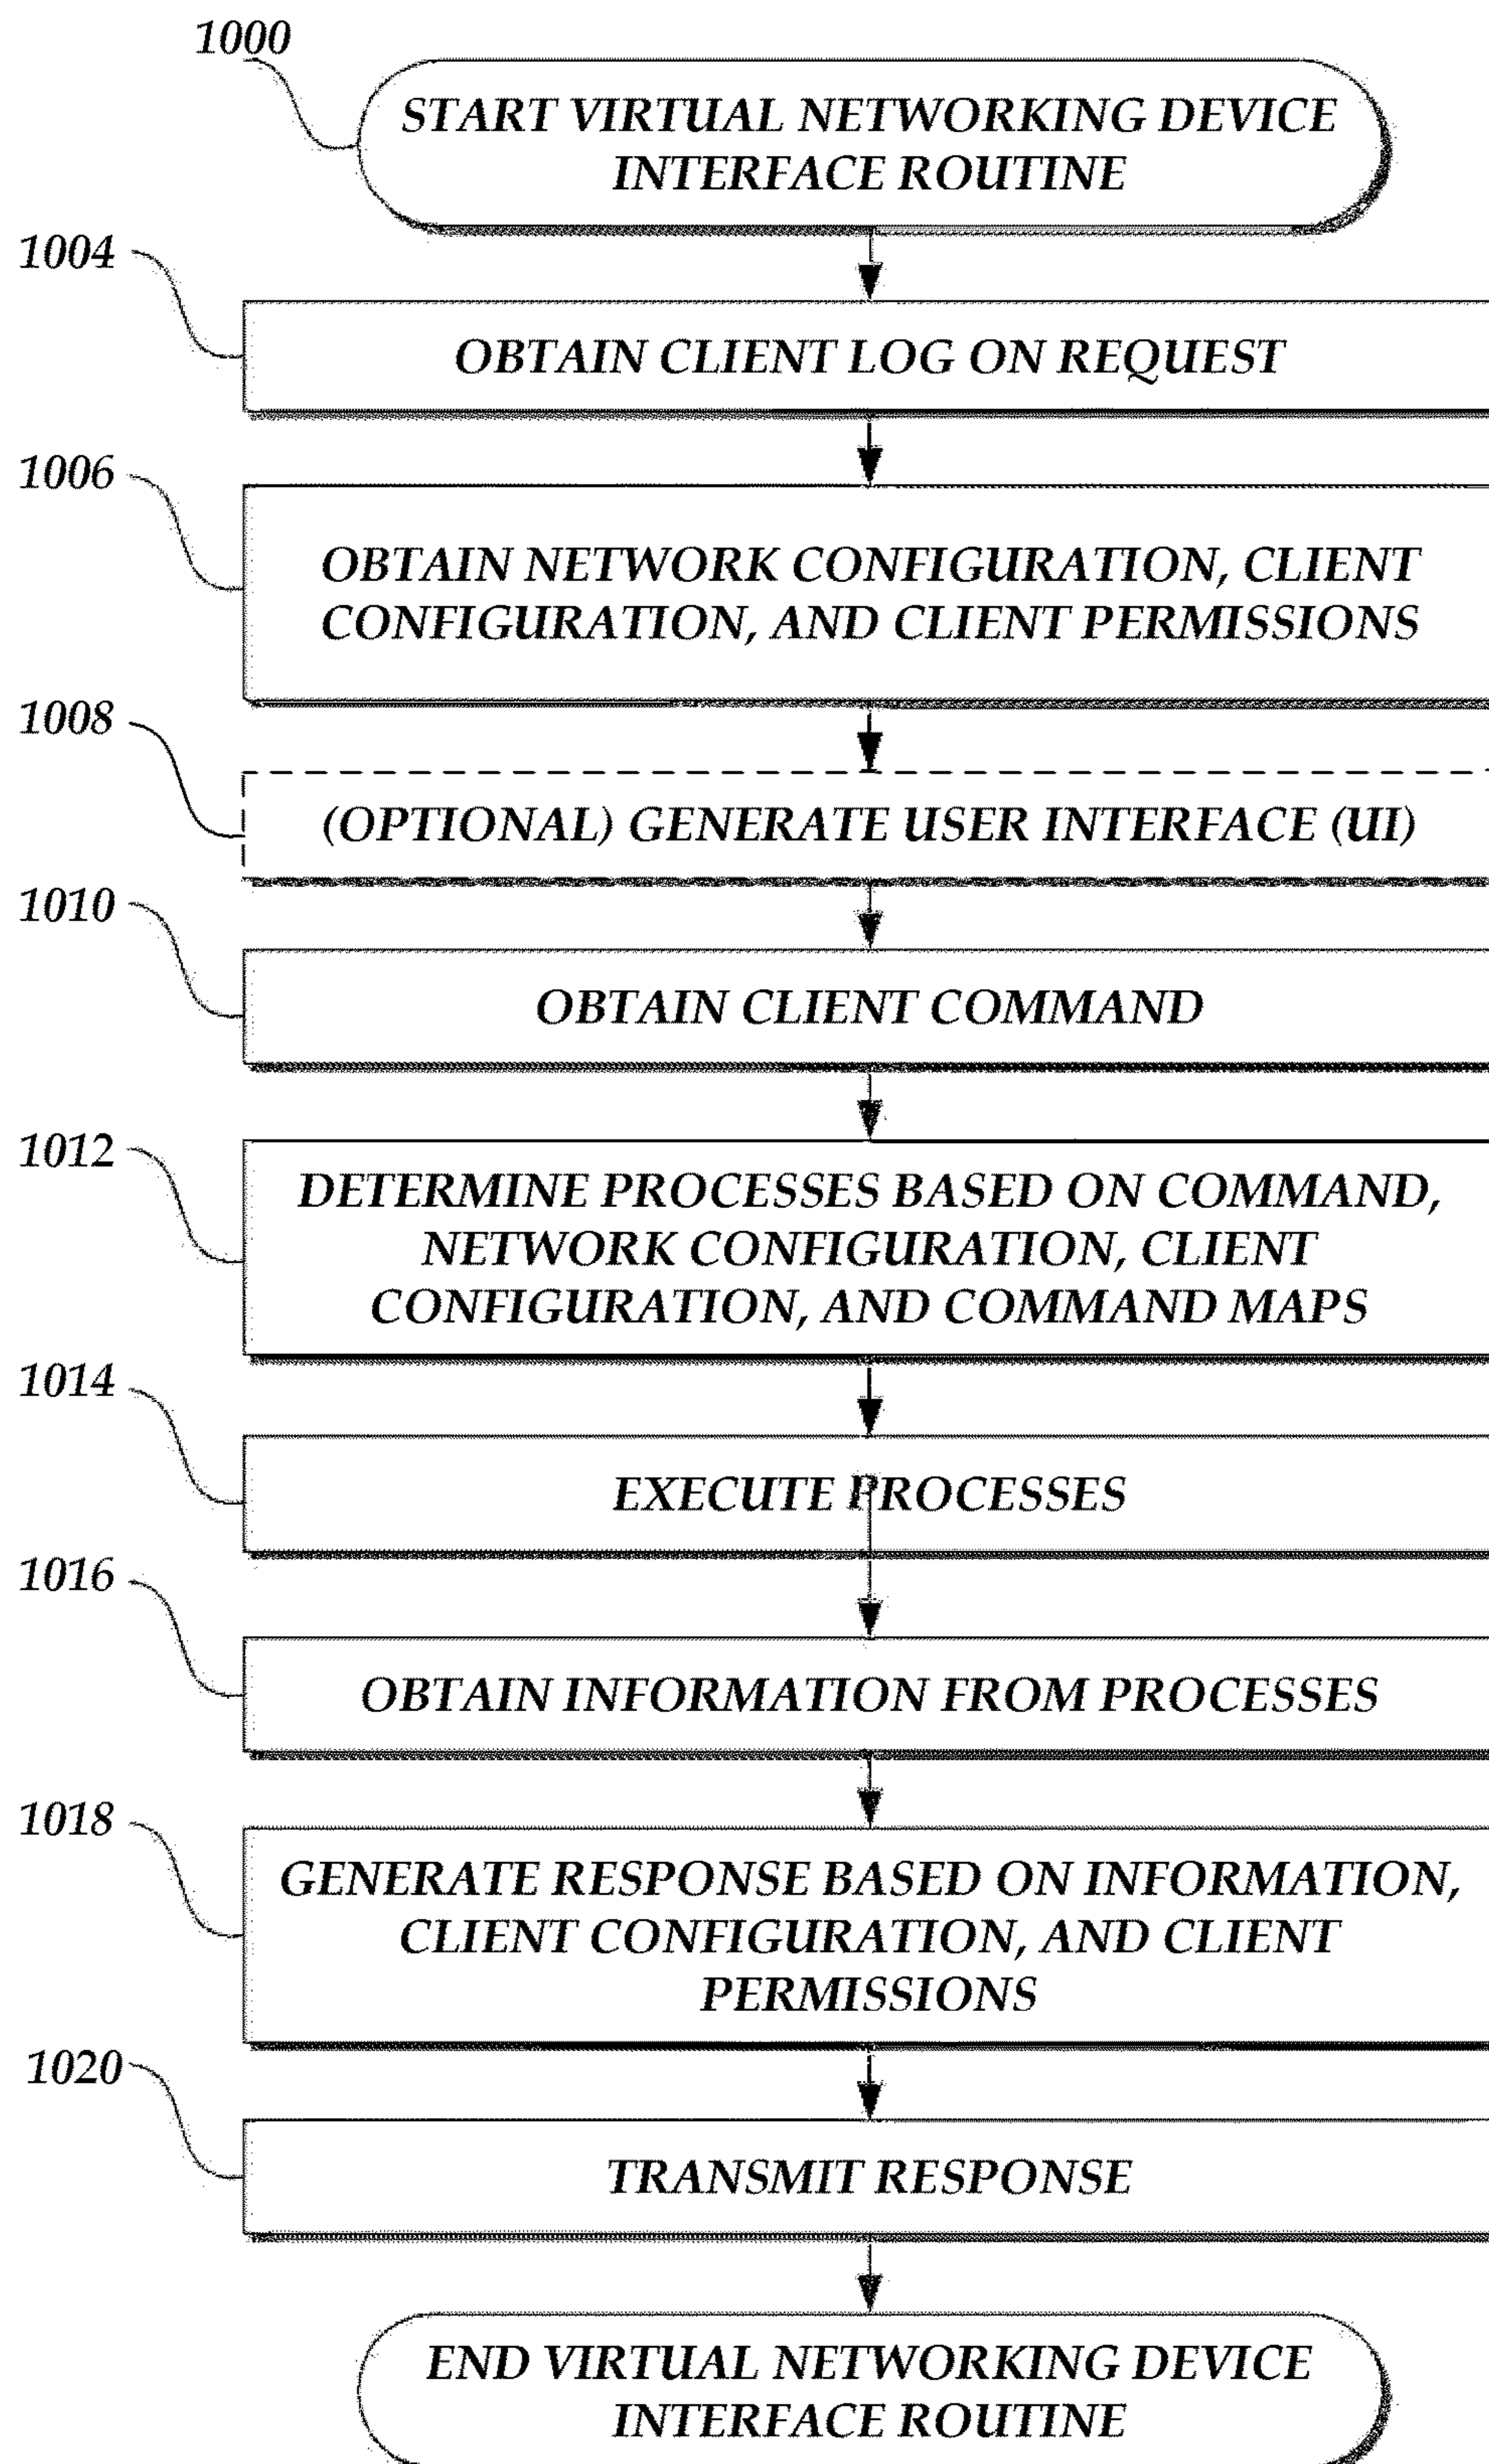 1000
START VIRTUAL NETWORKING DEVICE
INTERFACE ROUTINE
1004
OBTAIN CLIENT LOG ON REQUEST
1006
OBTAIN NETWORK CONFIGURATION, CLIENT
CONFIGURATION, AND CLIENT PERMISSIONS
1008
(OPTIONAL) GENERATE USER INTERFACE (UI)
1010
OBTAIN CLIENT COMMAND
1012
DETERMINE PROCESSES BASED ON COMMAND,
NETWORK CONFIGURATION, CLIENT
CONFIGURATION, AND COMMAND MAPS
1014
EXECUTE PROCESSES
1016
OBTAIN INFORMATION FROM PROCESSES
1018
GENERATE RESPONSE BASED ON INFORMATION,
CLIENT CONFIGURATION, AND CLIENT
PERMISSIONS
1020
TRANSMIT RESPONSE
END VIRTUAL NETWORKING DEVICE
INTERFACE ROUTINE